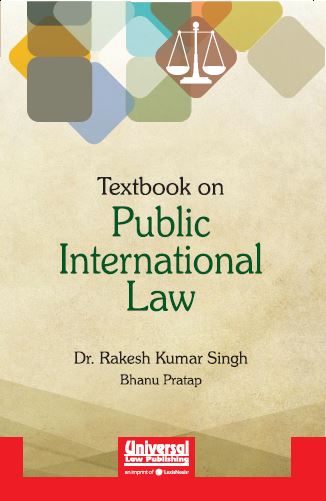 Textbook on
Public
International
Law
Dr. Rakesh Kumar Singh
Bhanu Pratap
Universal
Law Publishing
an imprint of LexisNexis